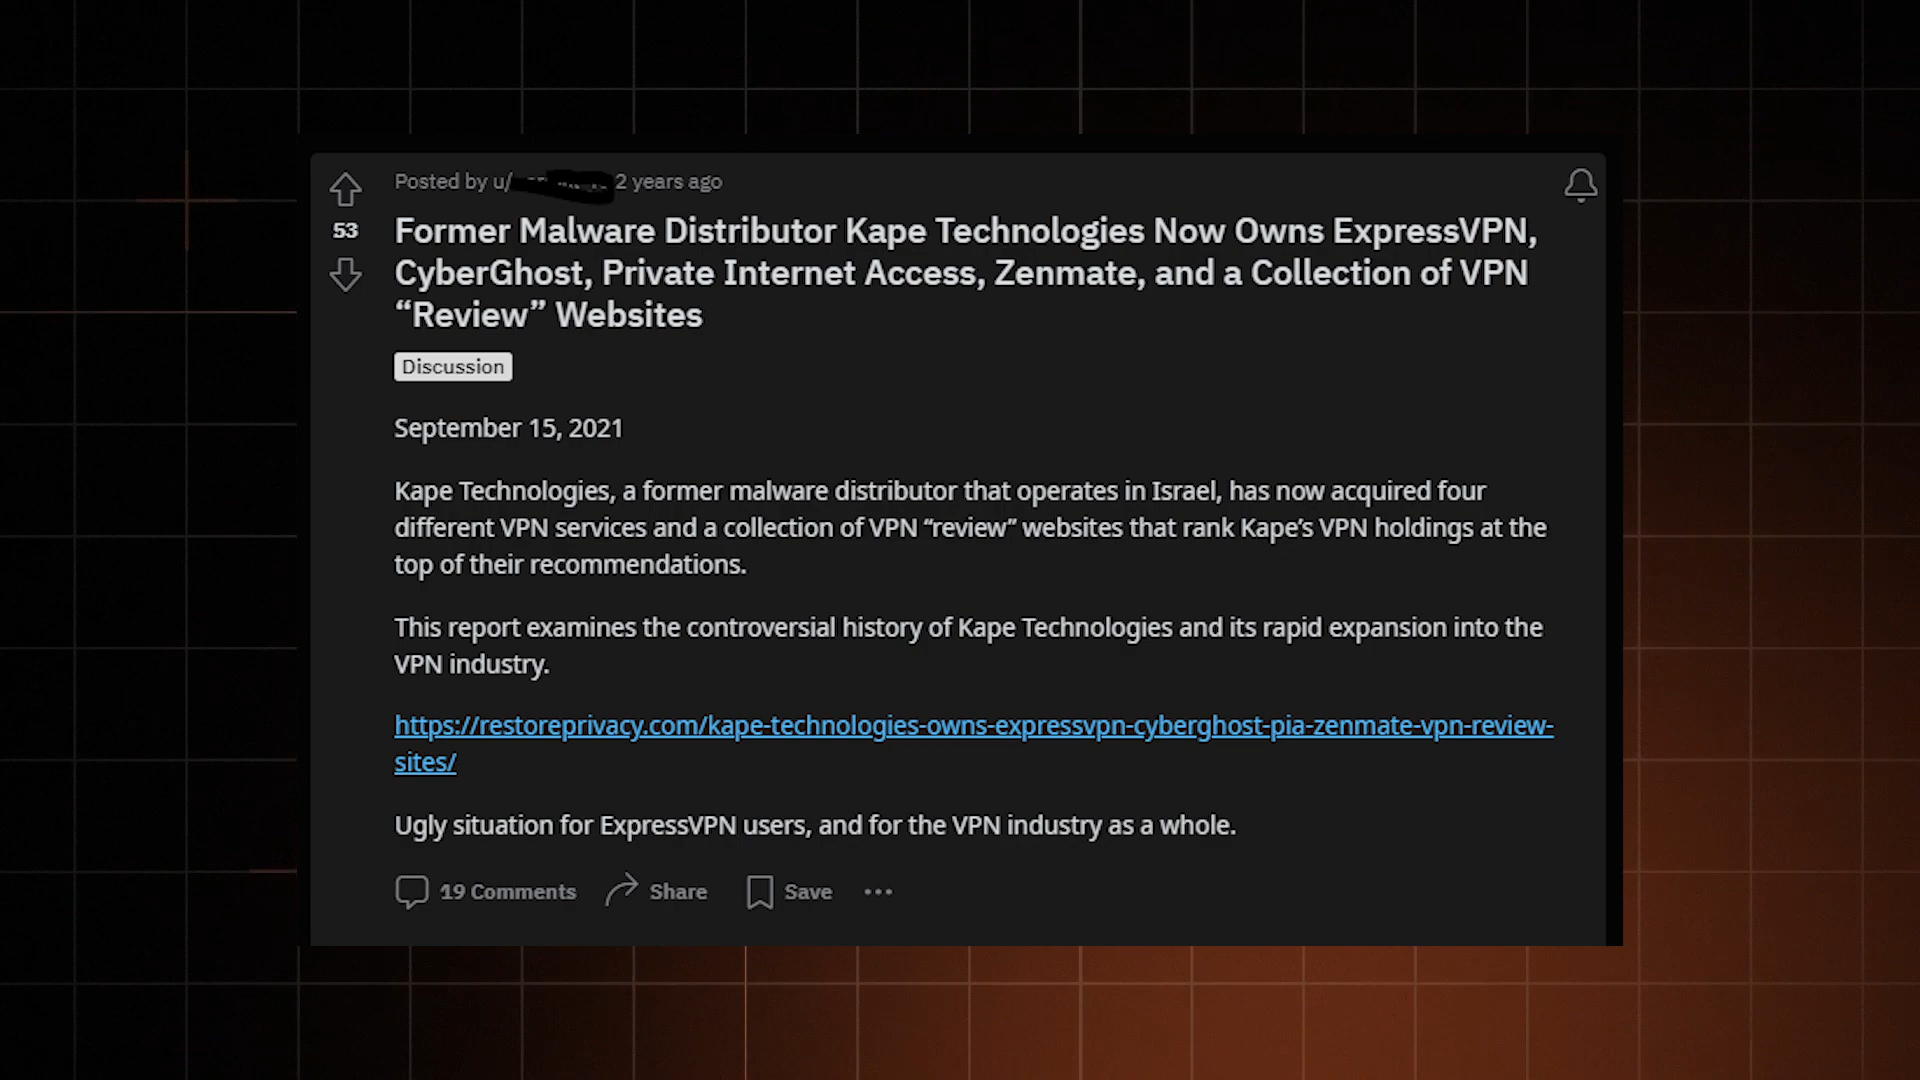 Posted by u/ 2 years ago
53
Former Malware Distributor Kape Technologies Now Owns ExpressVPN,
CyberGhost, Private Internet Access, Zenmate, and a Collection of VPN
“Review” Websites
Discussion
September 15, 2021
Kape Technologies, a former malware distributor that operates in Israel, has now acquired four
different VPN services and a collection of VPN “review” websites that rank Kape’s VPN holdings at the
top of their recommendations.
This report examines the controversial history of Kape Technologies and its rapid expansion into the
VPN industry.
https://restoreprivacy.com/kape-technologies-owns-expressvpn-cyberghost-pia-zenmate-vpn-review-
sites/
Ugly situation for ExpressVPN users, and for the VPN industry as a whole.
19 Comments Share Save